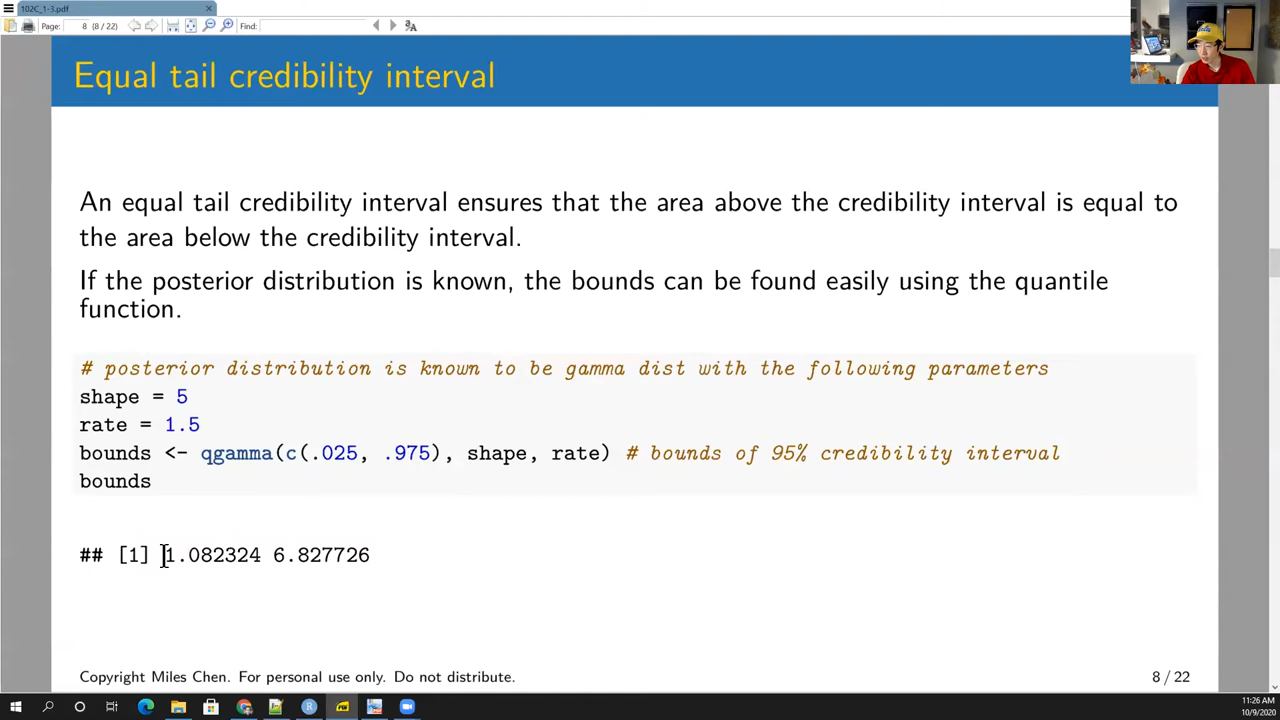 102C_1-3.pdf
Page: 8 (8 / 22) Find:
Equal tail credibility interval
An equal tail credibility interval ensures that the area above the credibility interval is equal to
the area below the credibility interval.
If the posterior distribution is known, the bounds can be found easily using the quantile
function.
# posterior distribution is known to be gamma dist with the following parameters
shape = 5
rate = 1.5
bounds <- qgamma(c(.025, .975), shape, rate) # bounds of 95% credibility interval
bounds
## [1] 1.082324 6.827726
Copyright Miles Chen. For personal use only. Do not distribute. 8 / 22
11:26 AM
10/9/2020